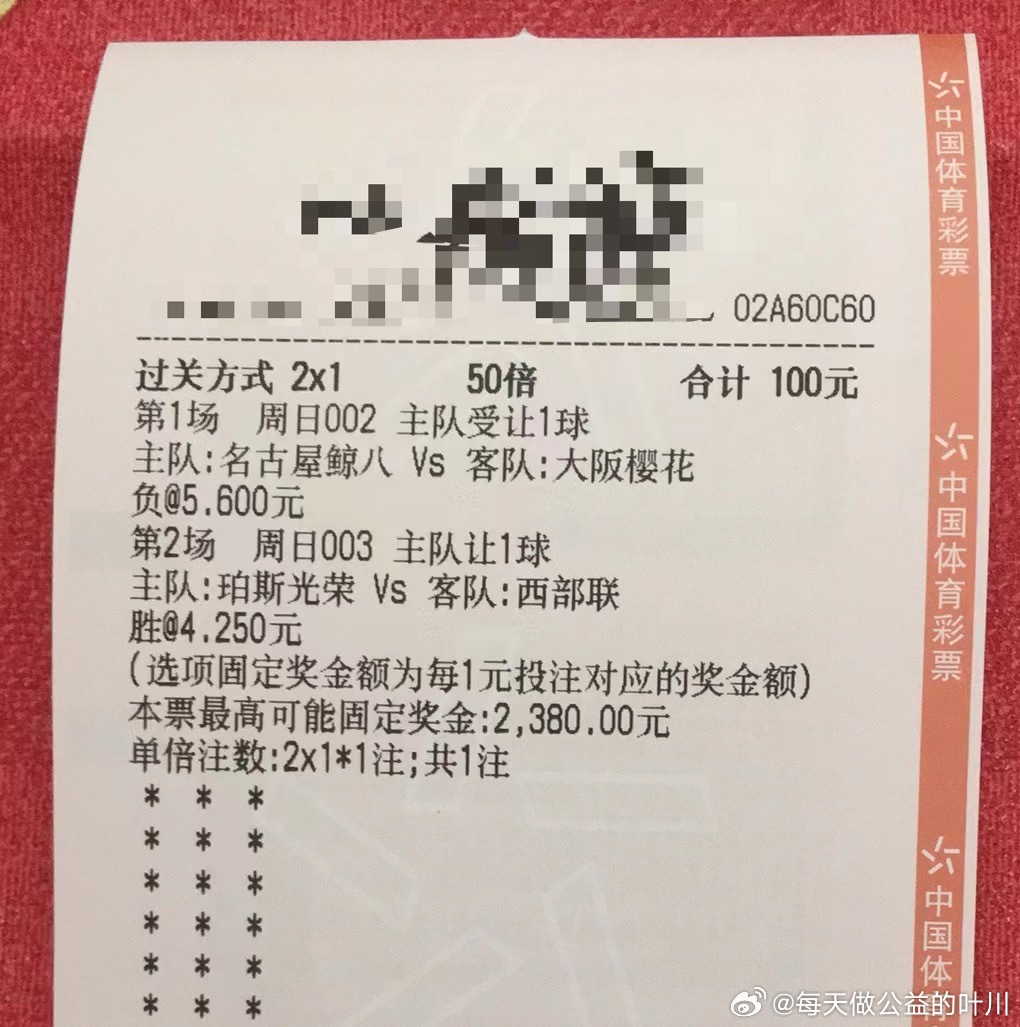 02A60C60
过关方式 2x1 50倍 合计 100元
第1场 周日002 主队受让1球
主队:名古屋鲸八 Vs 客队:大阪樱花
负@5.600元
第2场 周日003 主队让1球
主队:珀斯光荣 Vs 客队:西部联
胜@4.250元
(选项固定奖金额为每1元投注对应的奖金额)
本票最高可能固定奖金:2,380.00元
单倍注数:2x1*1注;共1注
* * *
* * *
* * *
* * *
* * *
* * *
中国体育彩票
中国体育彩票
中国体
@每天做公益的叶川